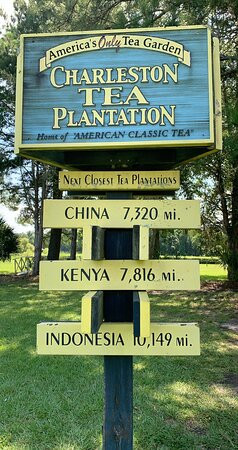 America's Only Tea Garden
CHARLESTON
TEA
PLANTATION
Home of "AMERICAN CLASSIC TEA"
NEXT CLOSEST TEA PLANTATIONS
CHINA 7,320 MI.
KENYA 7,816 MI.
INDONESIA 10,149 MI.